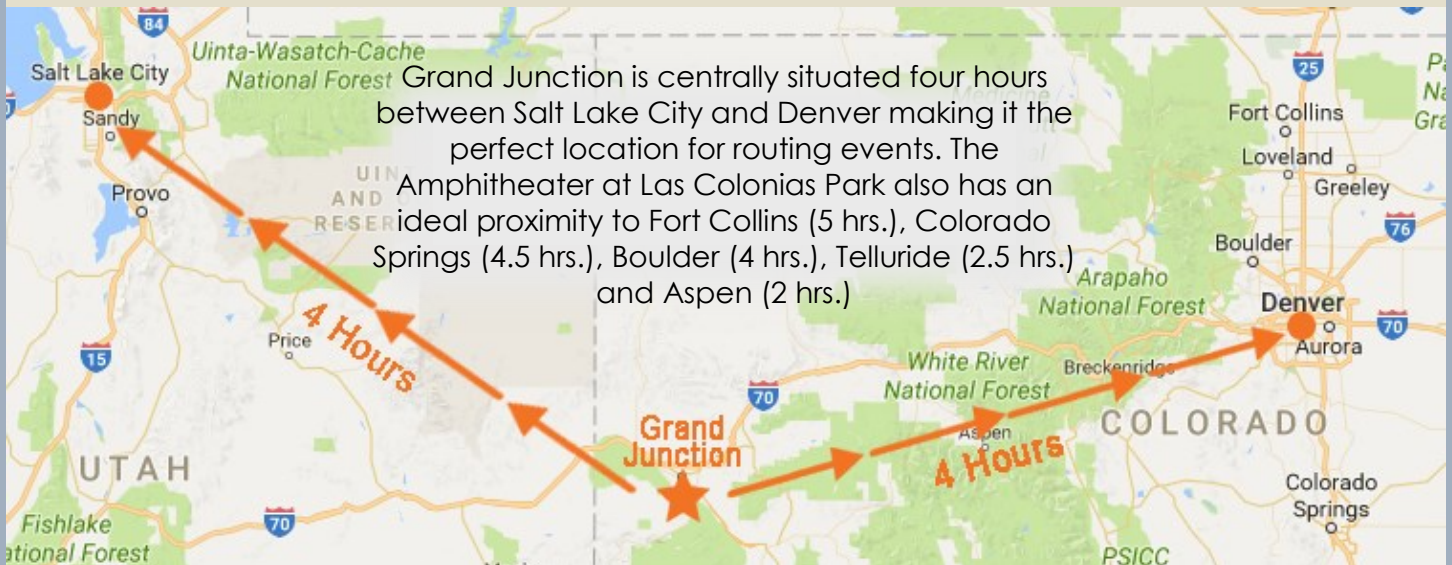 84
Uinta-Wasatch-Cache
National Forest
Salt Lake City
Sandy
Provo
Grand Junction is centrally situated four hours
between Salt Lake City and Denver making it the
perfect location for routing events. The
Amphitheater at Las Colonias Park also has an
ideal proximity to Fort Collins (5 hrs.), Colorado
Springs (4.5 hrs.), Boulder (4 hrs.), Telluride (2.5 hrs.)
and Aspen (2 hrs.)
25
Fort Collins
Loveland
Greeley
76
Boulder
Arapaho
National Forest
Denver
70
Aurora
4 Hours
Price
15
White River
National Forest
Breckenridge
70
Grand
Junction
Aspen
4 Hours
COLORADO
UTAH
Colorado
Springs
70
Fishlake
ational Forest
PSICC